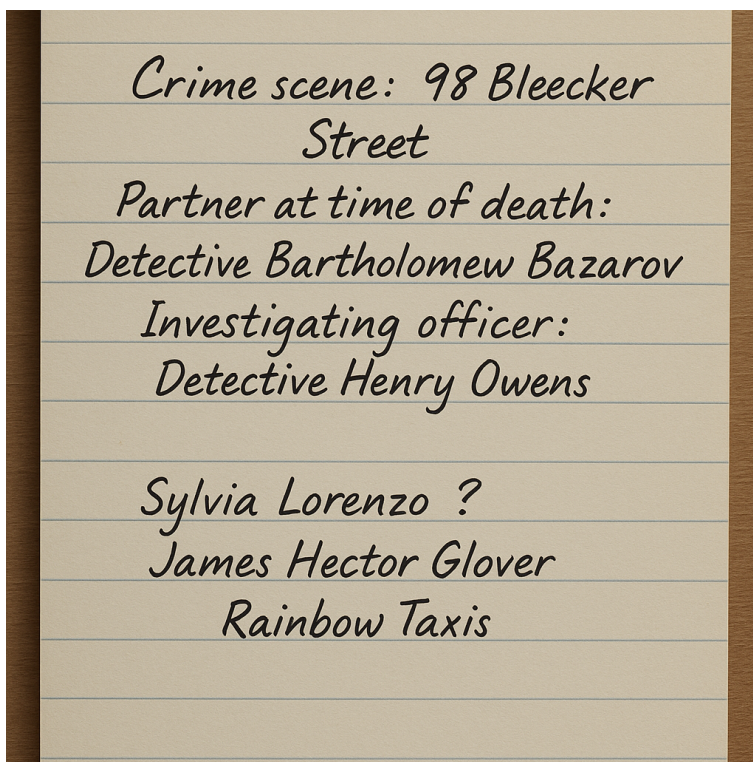 Crime scene: 98 Bleecker
Street
Partner at time of death:
Detective Bartholomew Bazarov
Investigating officer:
Detective Henry Owens
Sylvia Lorenzo ?
James Hector Glover
Rainbow Taxis